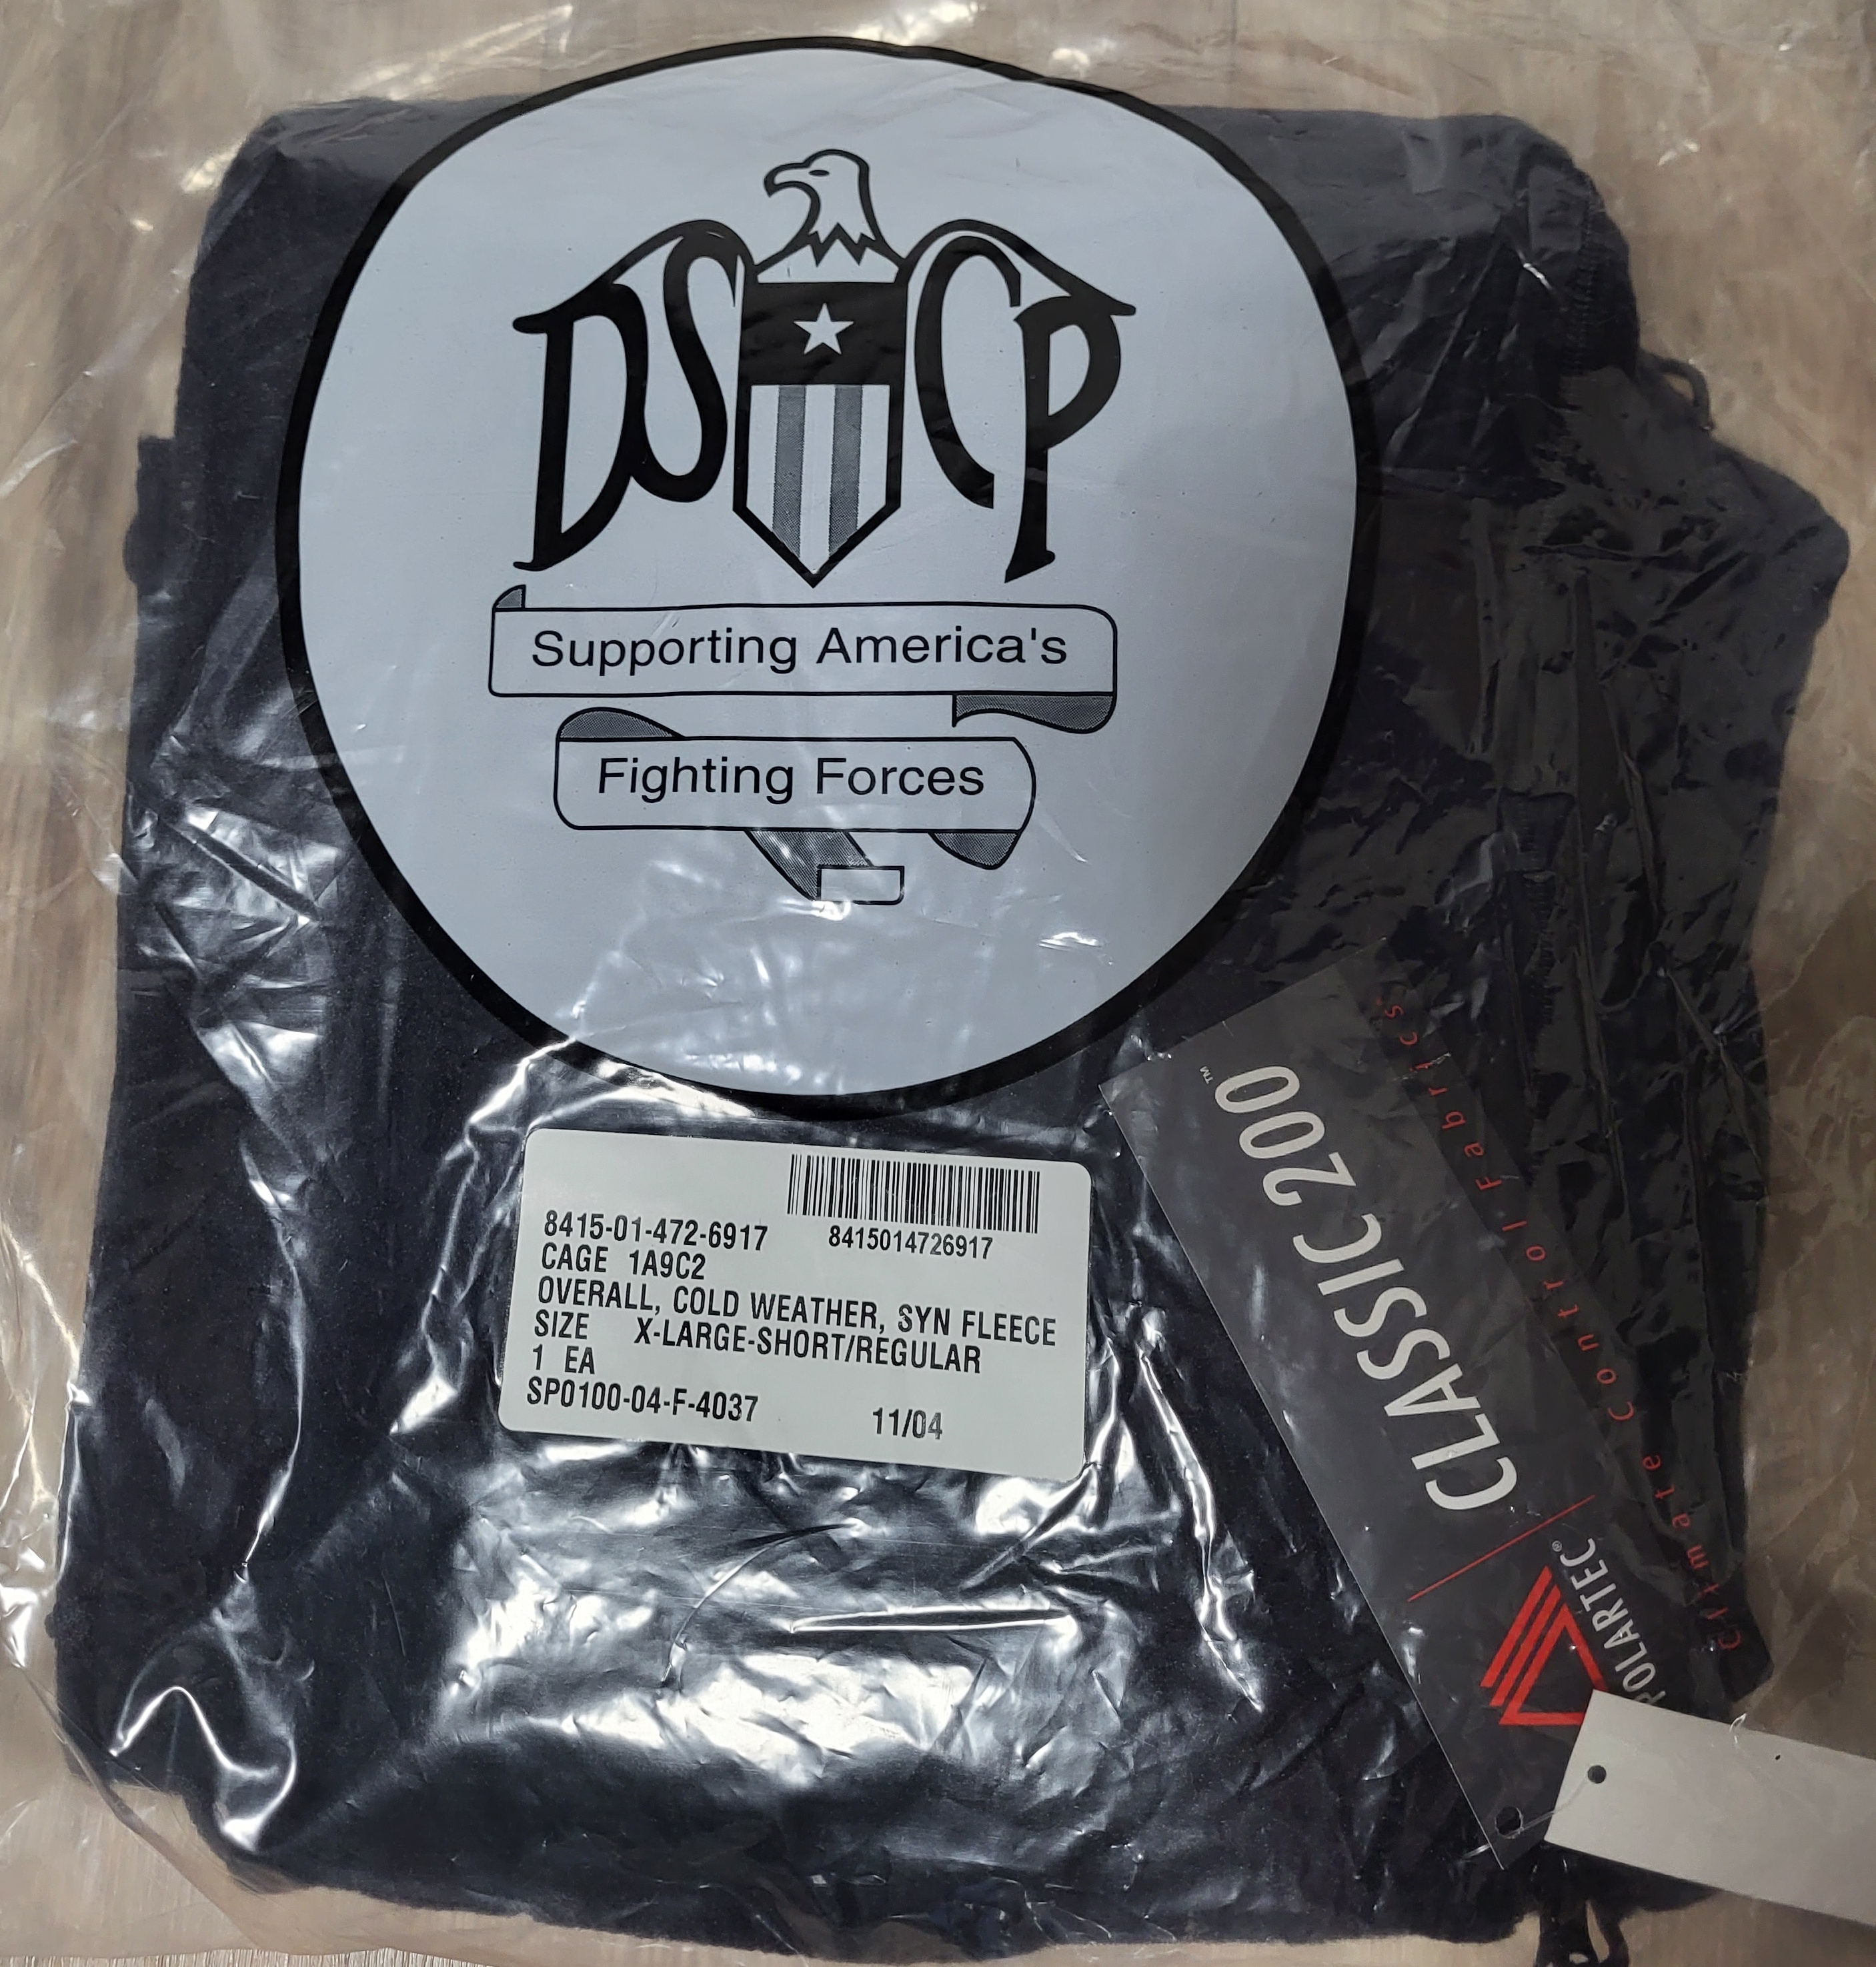 DSCP
Supporting America's
Fighting Forces
8415014726917
8415-01-472-6917
CAGE 1A9C2
OVERALL, COLD WEATHER, SYN FLEECE
SIZE X-LARGE-SHORT/REGULAR
1 EA
SP0100-04-F-4037 11/04
POLARTEC®
CLASSIC 200™
Climate Control Fabrics